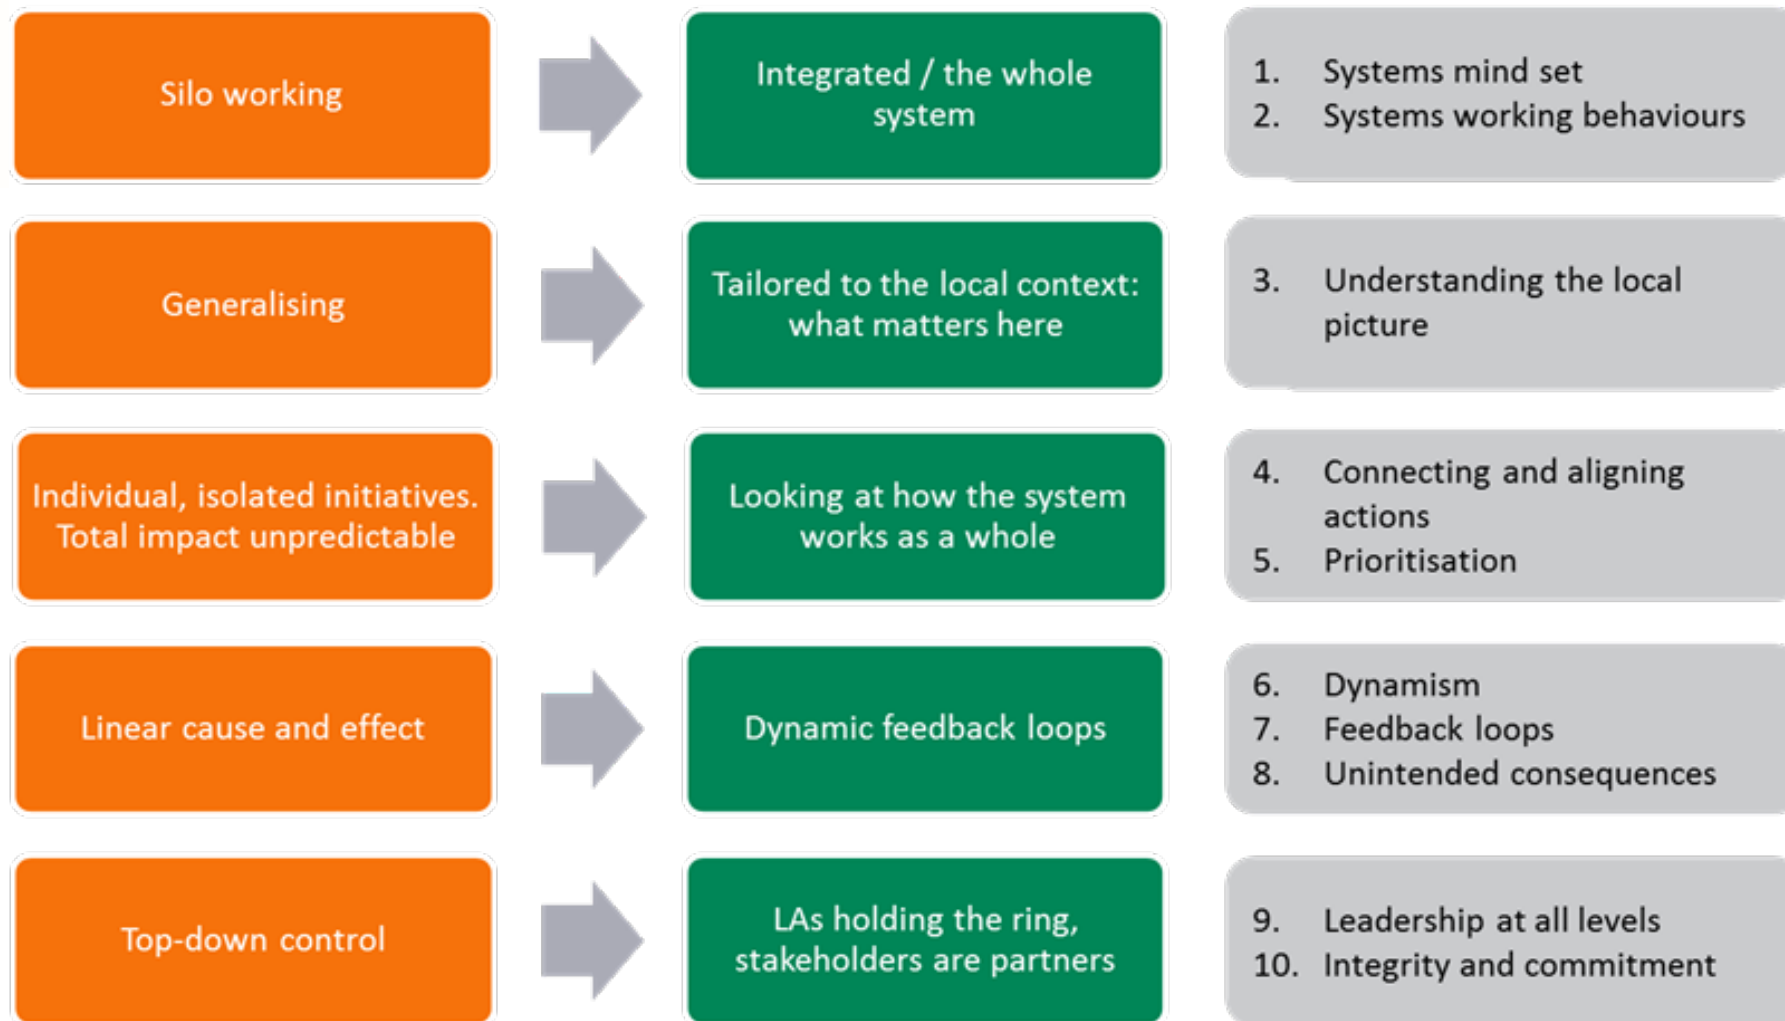 Silo working
Integrated / the whole
system
1. Systems mind set
2. Systems working behaviours
Generalising
Tailored to the local context:
what matters here
3. Understanding the local
picture
Individual, isolated initiatives.
Total impact unpredictable
Looking at how the system
works as a whole
4. Connecting and aligning
actions
5. Prioritisation
Linear cause and effect
Dynamic feedback loops
6. Dynamism
7. Feedback loops
8. Unintended consequences
Top-down control
LAs holding the ring,
stakeholders are partners
9. Leadership at all levels
10. Integrity and commitment